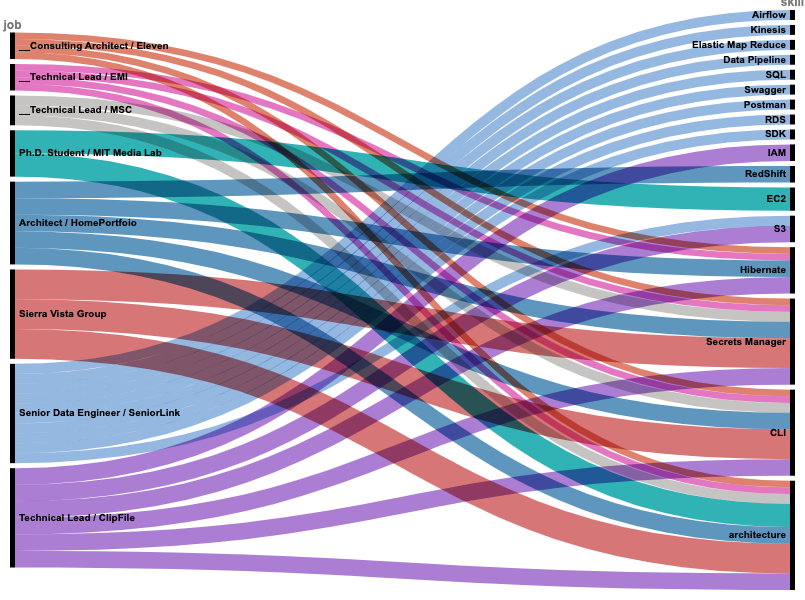 job
skill
__Consulting Architect / Eleven
__Technical Lead / EMI
__Technical Lead / MSC
Ph.D. Student / MIT Media Lab
Architect / HomePortfoio
Sierra Vista Group
Senior Data Engineer / SeniorLink
Technical Lead / ClipFile
Airflow
Kinesis
Elastic Map Reduce
Data Pipeline
SQL
Swagger
Postman
RDS
SDK
IAM
RedShift
EC2
S3
Hibernate
Secrets Manager
CLI
architecture